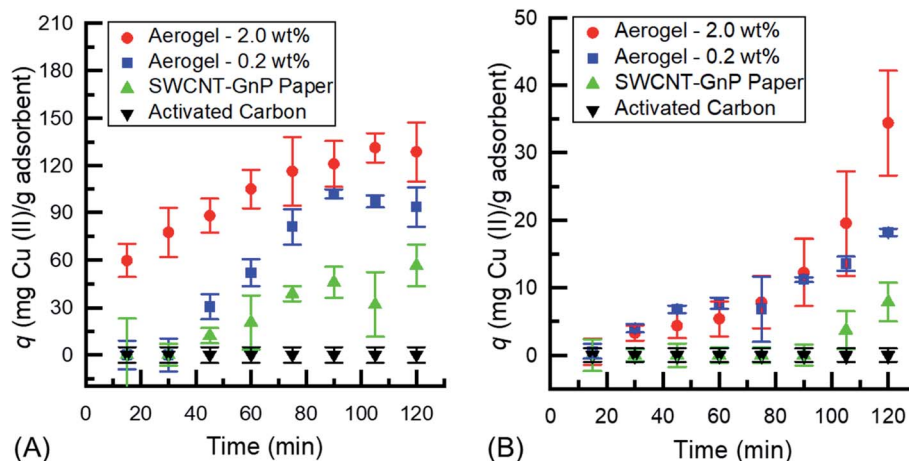 210
180
150
120
90
60
30
0
q (mg Cu (II)/g adsorbent)
Aerogel - 2.0 wt%
Aerogel - 0.2 wt%
SWCNT-GnP Paper
Activated Carbon
0 20 40 60 80 100 120
Time (min)
(A)
50
40
30
20
10
0
q (mg Cu (II)/g adsorbent)
Aerogel - 2.0 wt%
Aerogel - 0.2 wt%
SWCNT-GnP Paper
Activated Carbon
0 20 40 60 80 100 120
Time (min)
(B)